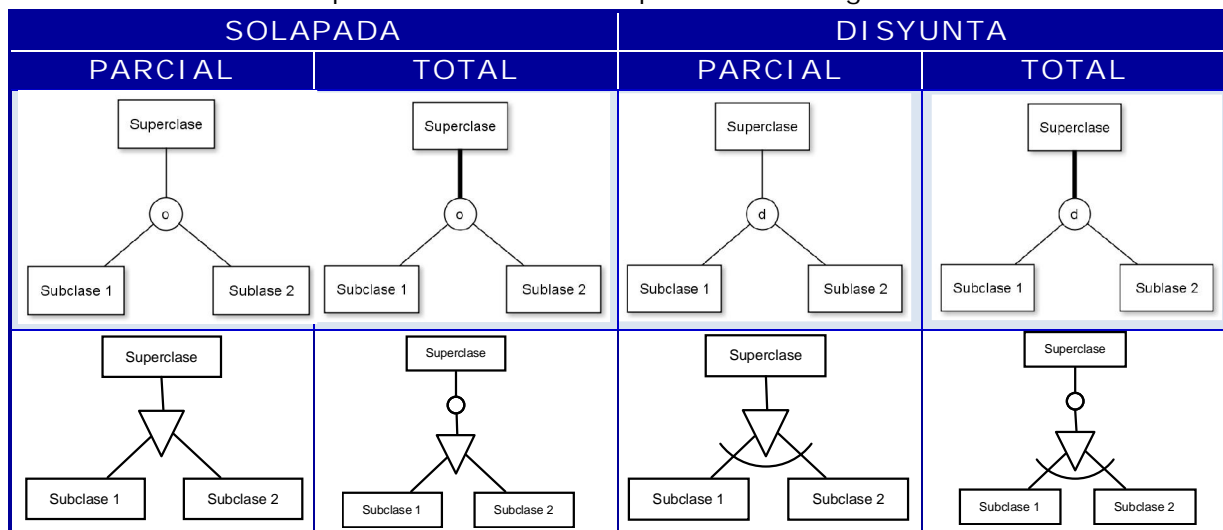 SOLAPADA DISYUNTA
PARCIAL TOTAL PARCIAL TOTAL
Superclase Superclase Superclase Superclase
o o d d
Subclase 1 Sublase 2 Subclase 1 Sublase 2 Subclase 1 Sublase 2 Subclase 1 Sublase 2
Superclase Superclase Superclase Superclase
Subclase 1 Subclase 2 Subclase 1 Subclase 2 Subclase 1 Subclase 2 Subclase 1 Subclase 2